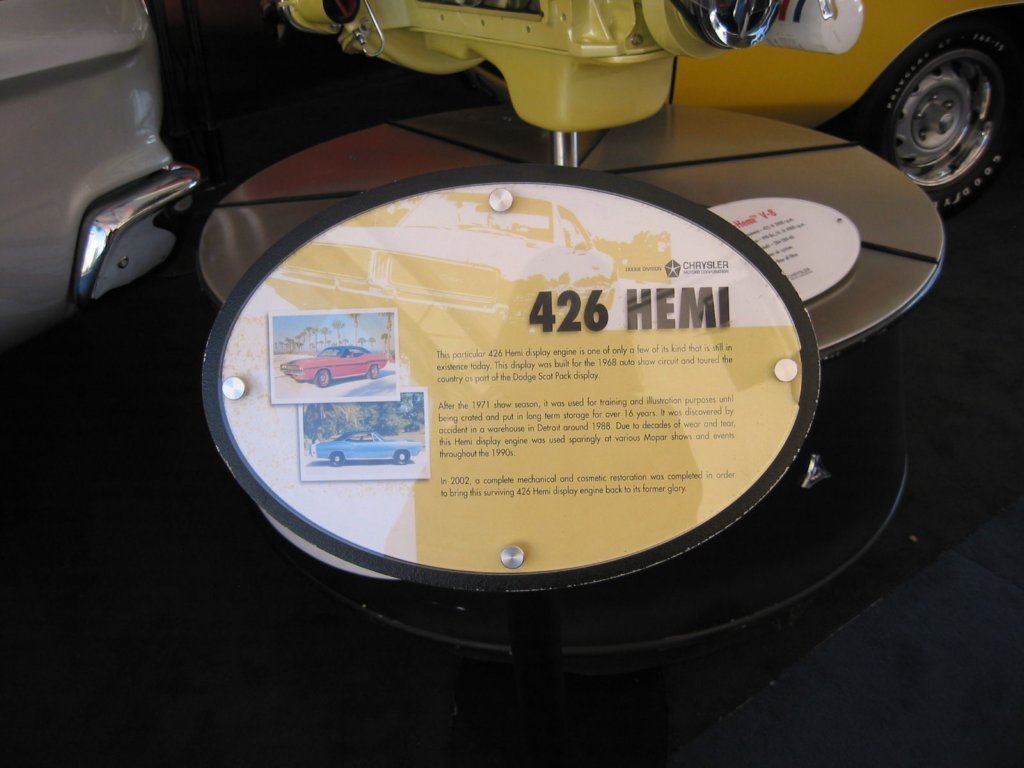 DODGE DIVISION CHRYSLER
MOTORS CORPORATION
426 HEMI
This particular 426 Hemi display engine is one of only a few of its kind that is still in
existence today. This display was built for the 1968 auto show circuit and toured the
country as part of the Dodge Scat Pack display.
After the 1971 show season, it was used for training and illustration purposes until
being crated and put in long term storage for over 16 years. It was discovered by
accident in a warehouse in Detroit around 1988. Due to decades of wear and tear,
this Hemi display engine was used sparingly at various Mopar shows and events
throughout the 1990s.
In 2002, a complete mechanical and cosmetic restoration was completed in order
to bring this surviving 426 Hemi display engine back to its former glory.
Hemi™ V-8
GOODYEAR